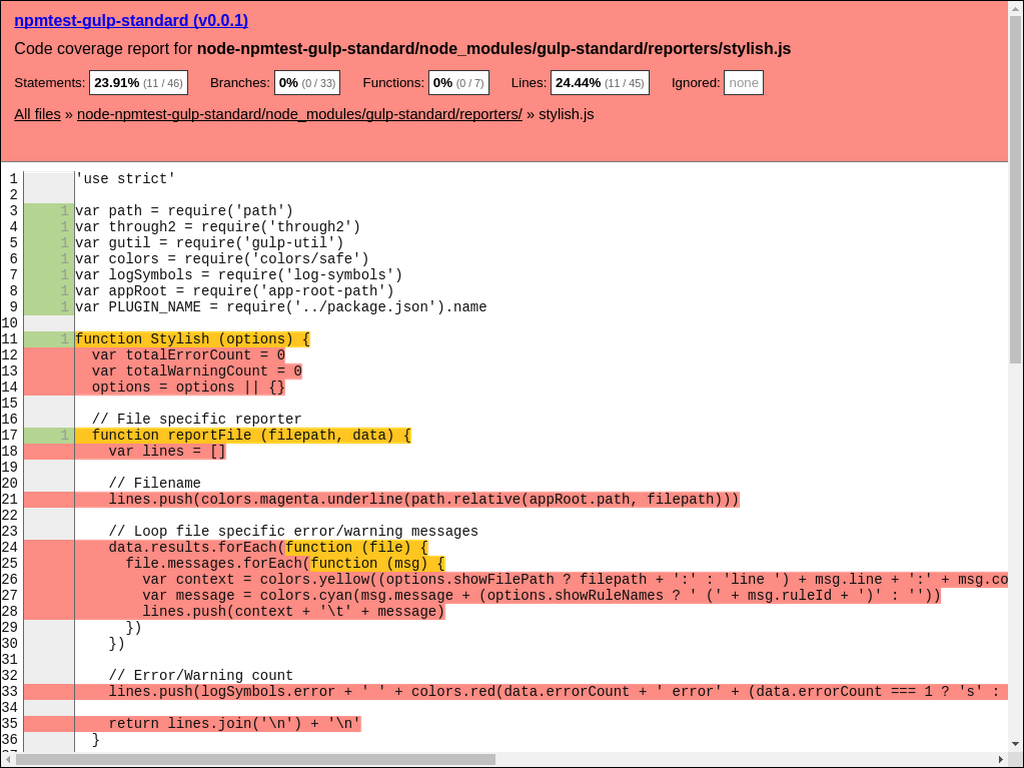 npmtest-gulp-standard (v0.0.1)
Code coverage report for node-npmtest-gulp-standard/node_modules/gulp-standard/reporters/stylish.js
Statements: 23.91% (11 / 46) Branches: 0% (0 / 33) Functions: 0% (0 / 7) Lines: 24.44% (11 / 45) Ignored: none
All files » node-npmtest-gulp-standard/node_modules/gulp-standard/reporters/ » stylish.js
1 'use strict'
2
3 1 var path = require('path')
4 1 var through2 = require('through2')
5 1 var gutil = require('gulp-util')
6 1 var colors = require('colors/safe')
7 1 var logSymbols = require('log-symbols')
8 1 var appRoot = require('app-root-path')
9 1 var PLUGIN_NAME = require('../package.json').name
10
11 1 function Stylish (options) {
12 var totalErrorCount = 0
13 var totalWarningCount = 0
14 options = options || {}
15
16 // File specific reporter
17 1 function reportFile (filepath, data) {
18 var lines = []
19
20 // Filename
21 lines.push(colors.magenta.underline(path.relative(appRoot.path, filepath)))
22
23 // Loop file specific error/warning messages
24 data.results.forEach(function (file) {
25 file.messages.forEach(function (msg) {
26 var context = colors.yellow((options.showFilePath ? filepath + ':' : 'line ') + msg.line + ':' + msg.co
27 var message = colors.cyan(msg.message + (options.showRuleNames ? ' (' + msg.ruleId + ')' : ''))
28 lines.push(context + '\t' + message)
29 })
30 })
31
32 // Error/Warning count
33 lines.push(logSymbols.error + ' ' + colors.red(data.errorCount + ' error' + (data.errorCount === 1 ? 's' :
34
35 return lines.join('\n') + '\n'
36 }